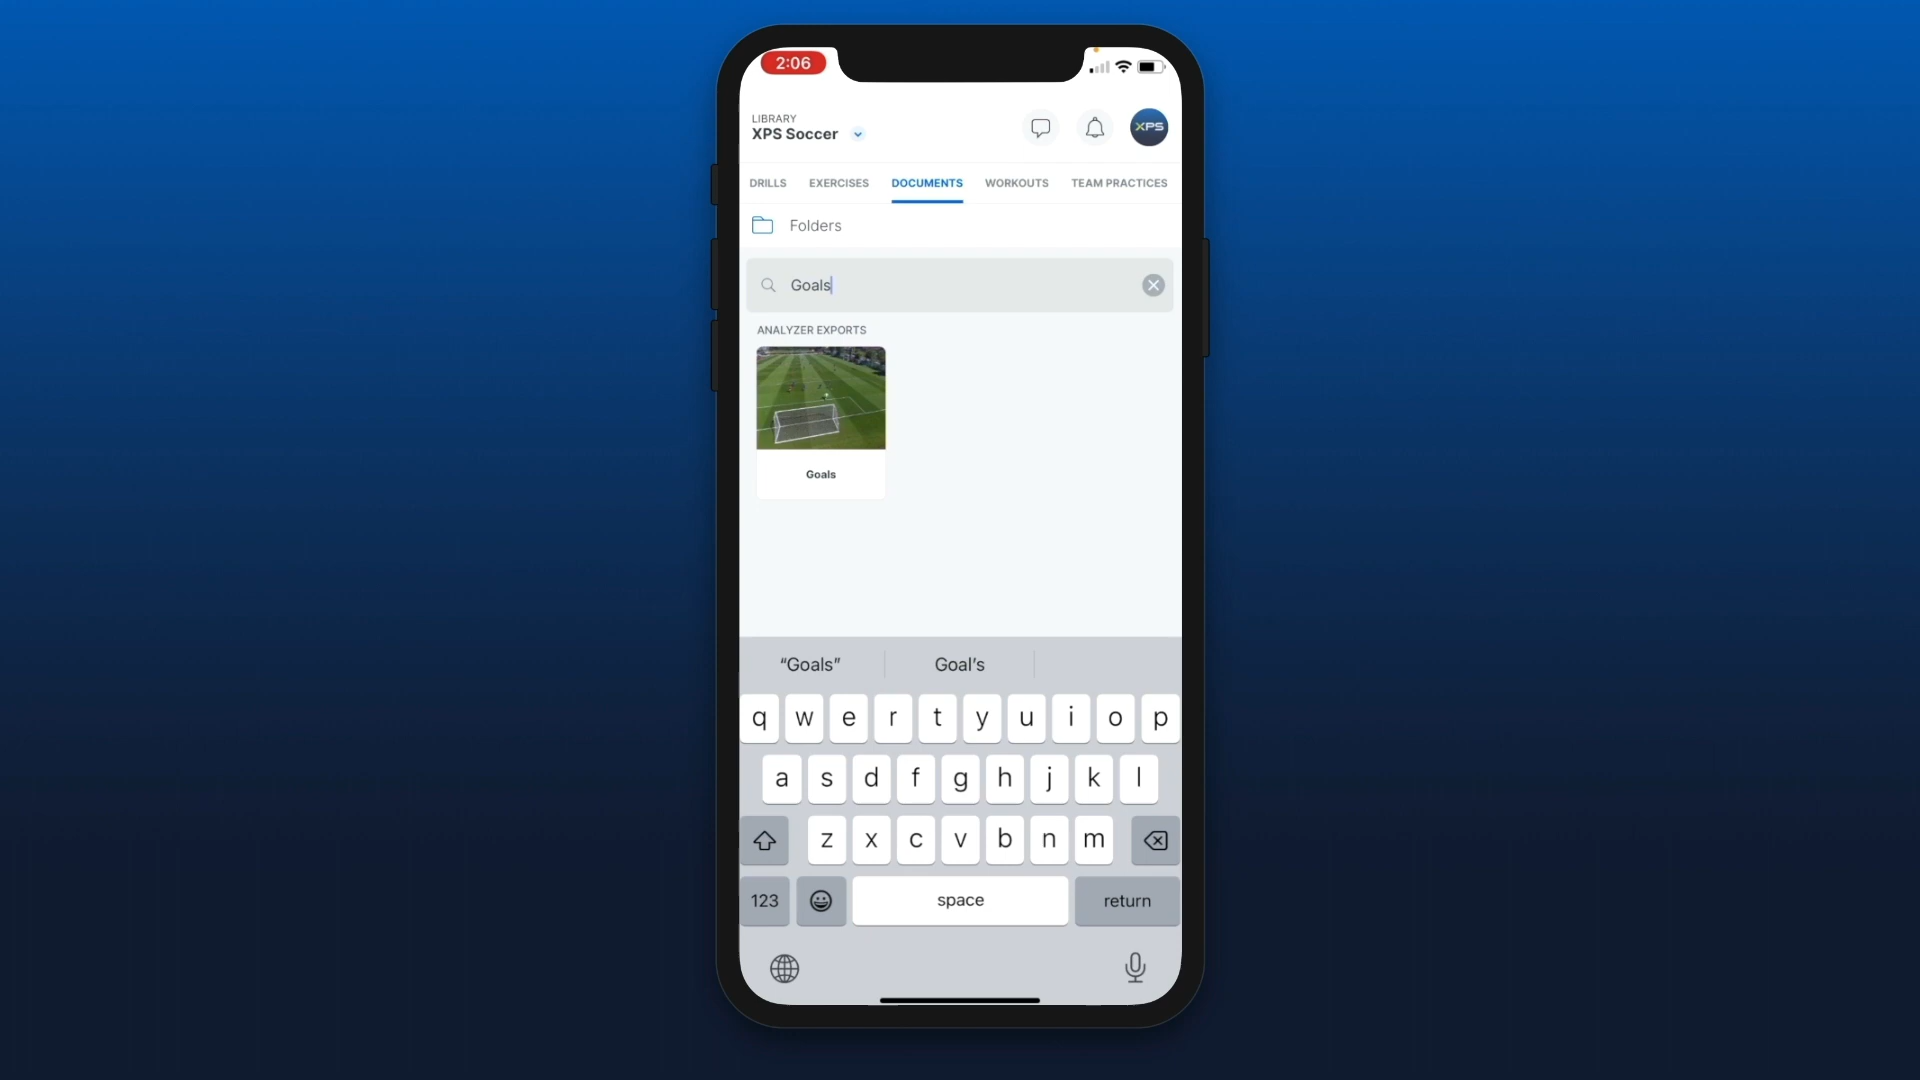 2:06
LIBRARY
XPS Soccer
XPS
DRILLS EXERCISES DOCUMENTS WORKOUTS TEAM PRACTICES
Folders
Goals
ANALYZER EXPORTS
Goals
“Goals” Goal’s
q w e r t y u i o p
a s d f g h j k l
z x c v b n m
123 space return